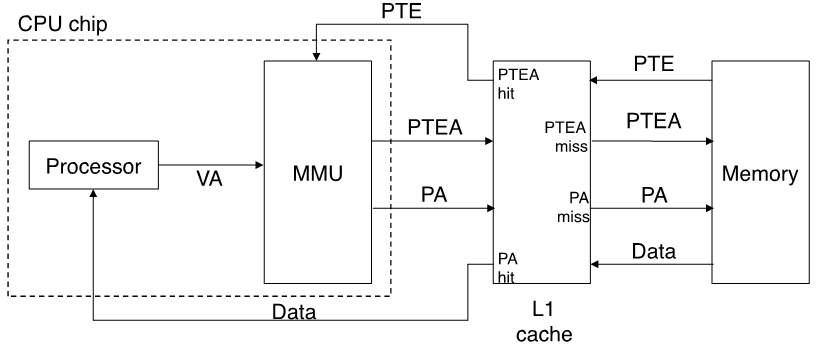 PTE
CPU chip
PTEA
hit
PTE
PTEA
PTEA
miss
PTEA
Processor
VA
MMU
Memory
PA
PA
miss
PA
PA
hit
Data
Data
L1
cache